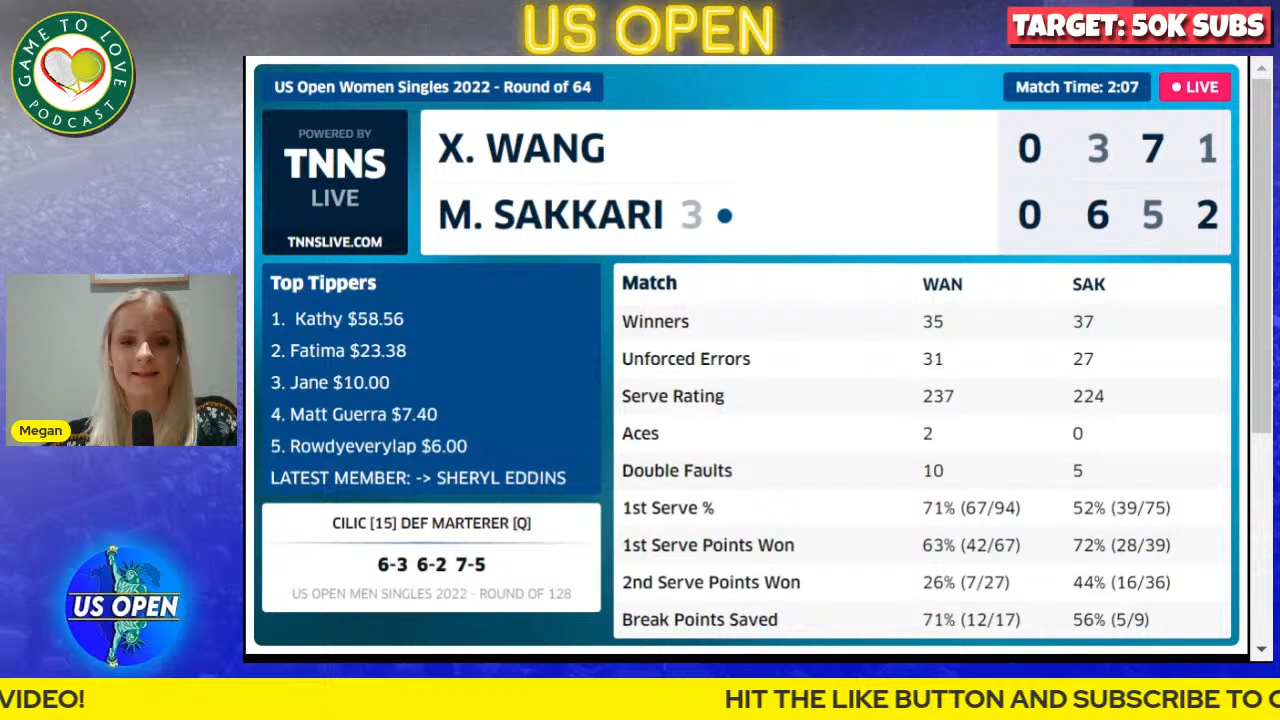 GAME TO LOVE
PODCAST
US OPEN
TARGET: 50K SUBS
US Open Women Singles 2022 - Round of 64
Match Time: 2:07
LIVE
POWERED BY
TNNS
LIVE
TNNSLIVE.COM
X. WANG 0 3 7 1
M. SAKKARI 3 0 6 5 2
Top Tippers
1. Kathy $58.56
2. Fatima $23.38
3. Jane $10.00
4. Matt Guerra $7.40
5. Rowdyeverylap $6.00
LATEST MEMBER: -> SHERYL EDDINS
CILIC [15] DEF MARTERER [Q]
6-3 6-2 7-5
US OPEN MEN SINGLES 2022 - ROUND OF 128
Match WAN SAK
Winners 35 37
Unforced Errors 31 27
Serve Rating 237 224
Aces 2 0
Double Faults 10 5
1st Serve % 71% (67/94) 52% (39/75)
1st Serve Points Won 63% (42/67) 72% (28/39)
2nd Serve Points Won 26% (7/27) 44% (16/36)
Break Points Saved 71% (12/17) 56% (5/9)
Megan
US OPEN
VIDEO! HIT THE LIKE BUTTON AND SUBSCRIBE TO